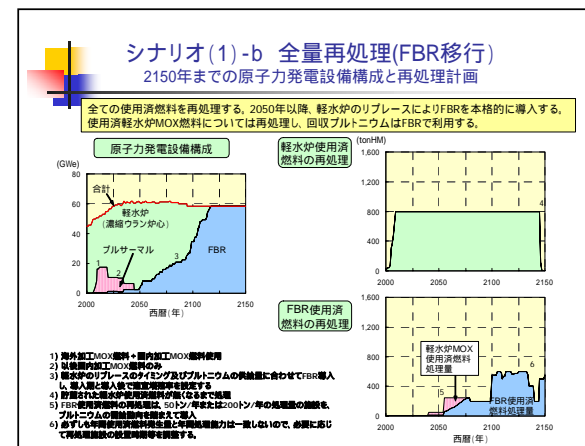 シナリオ(1)-b 全量再処理(FBR移行)
2150年までの原子力発電設備構成と再処理計画
全ての使用済燃料を再処理する。2050年以降、軽水炉のリプレースによりFBRを本格的に導入する。
使用済軽水炉MOX燃料については再処理し、回収プルトニウムはFBRで利用する。
原子力発電設備構成
(GWe)
80
60
40
20
0
合計
軽水炉
(濃縮ウラン炉心)
プルサーマル
1
2
3
FBR
2000
2050
2100
2150
西暦(年)
軽水炉使用済
燃料の再処理
(tonHM)
1,600
1,200
800
400
0
4
2000
2050
2100
2150
FBR使用済燃
料の再処理
1,600
1,200
800
400
0
軽水炉MOX
使用済燃料
処理量
5
6
FBR使用済燃
料処理量
2000
2050
2100
2150
西暦(年)
1) 海外加工MOX燃料+国内加工MOX燃料使用
2) 以後国内加工MOX燃料のみ
3) 軽水炉のリプレースのタイミング及びプルトニウムの供給量に合わせてFBR導入
し、導入期と導入後で適宜増殖率を設定する
4) 貯蔵された軽水炉使用済燃料が無くなるまで処理
5) FBR使用済燃料の再処理は、50トン/年または200トン/年の処理量の施設を、
プルトニウムの需給動向を踏まえて導入
6) 必ずしも年間使用済燃料発生量と年間処理能力は一致しないので、必要に応じ
て再処理施設の設置時期等を調整する。